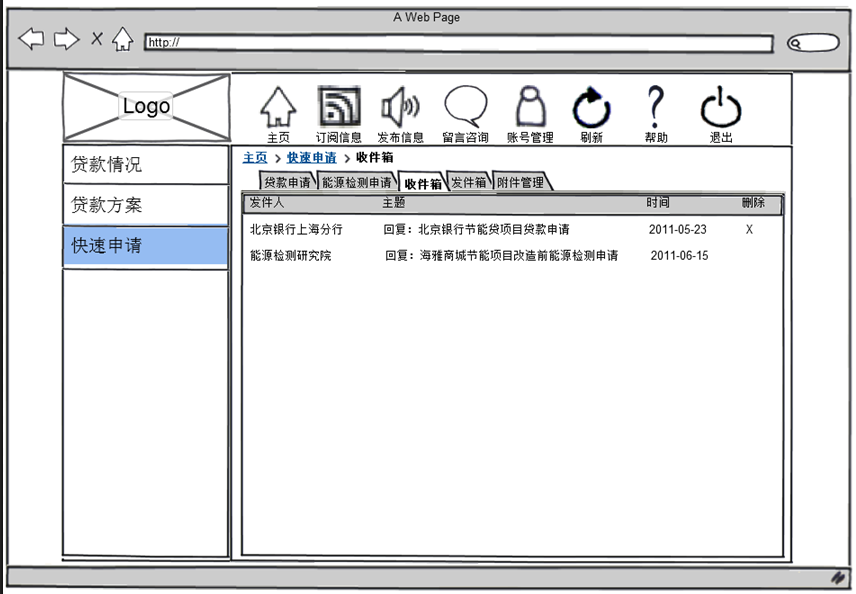 A Web Page
http://
Logo
主页 订阅信息 发布信息 留言咨询 账号管理 刷新 帮助 退出
贷款情况
贷款方案
快速申请
主页 > 快速申请 > 收件箱
贷款申请 能源检测申请 收件箱 发件箱 附件管理
发件人 主题 时间 删除
北京银行上海分行 回复：北京银行节能贷项目贷款申请 2011-05-23 X
能源检测研究院 回复：海雅商城节能项目改造前能源检测申请 2011-06-15